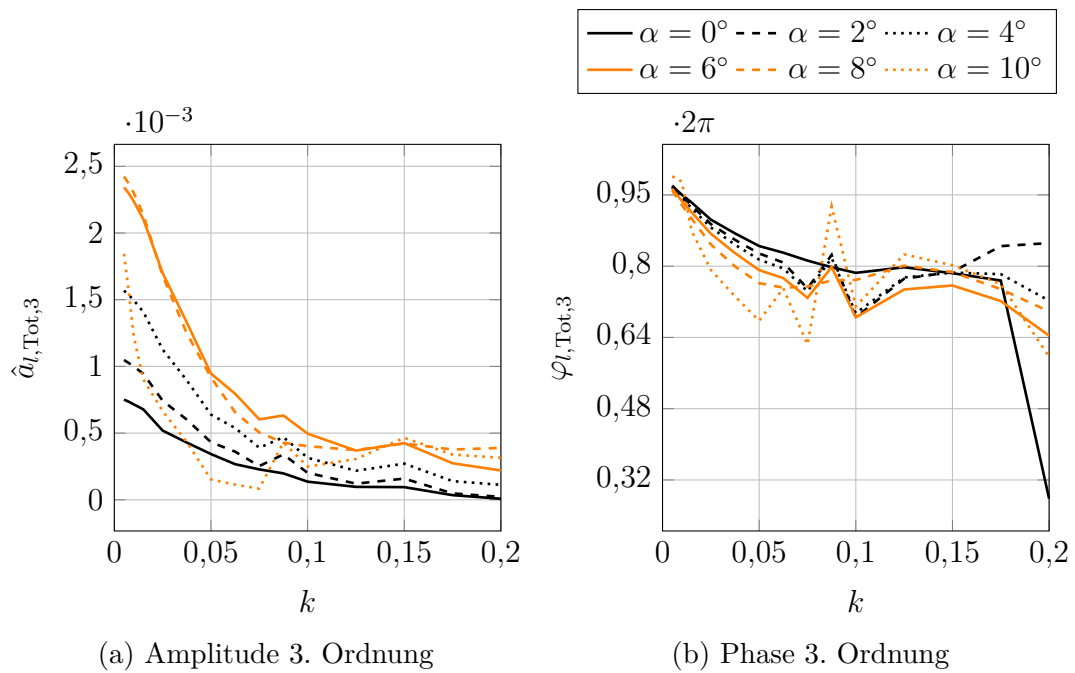 α = 0° α = 2° α = 4°
α = 6° α = 8° α = 10°
·10⁻³
2,5
2
1,5
1
0,5
0
0 0,05 0,1 0,15 0,2
k
â_{l,Tot,3}
(a) Amplitude 3. Ordnung
·2π
0,95
0,8
0,64
0,48
0,32
0 0,05 0,1 0,15 0,2
k
φ_{l,Tot,3}
(b) Phase 3. Ordnung